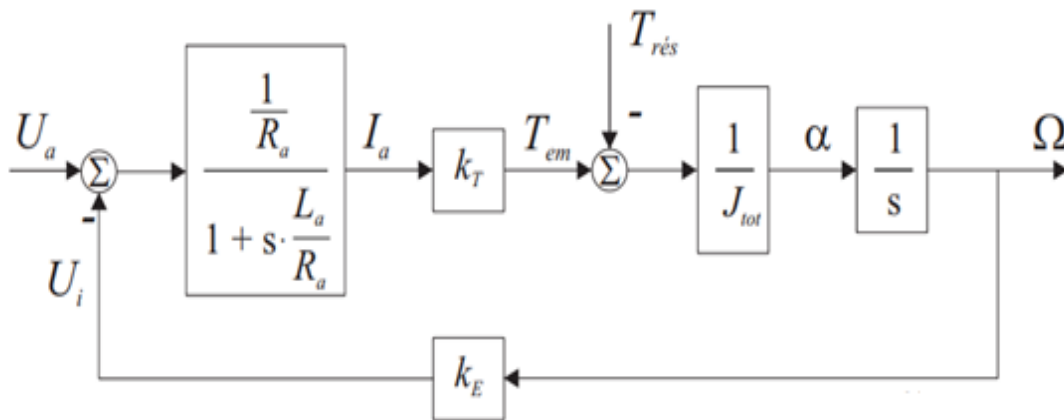 U_a
Σ
-
U_i
1
R_a
1 + s · L_a
R_a
I_a
k_T
T_em
T_rés
-
Σ
1
J_tot
α
1
s
Ω
k_E